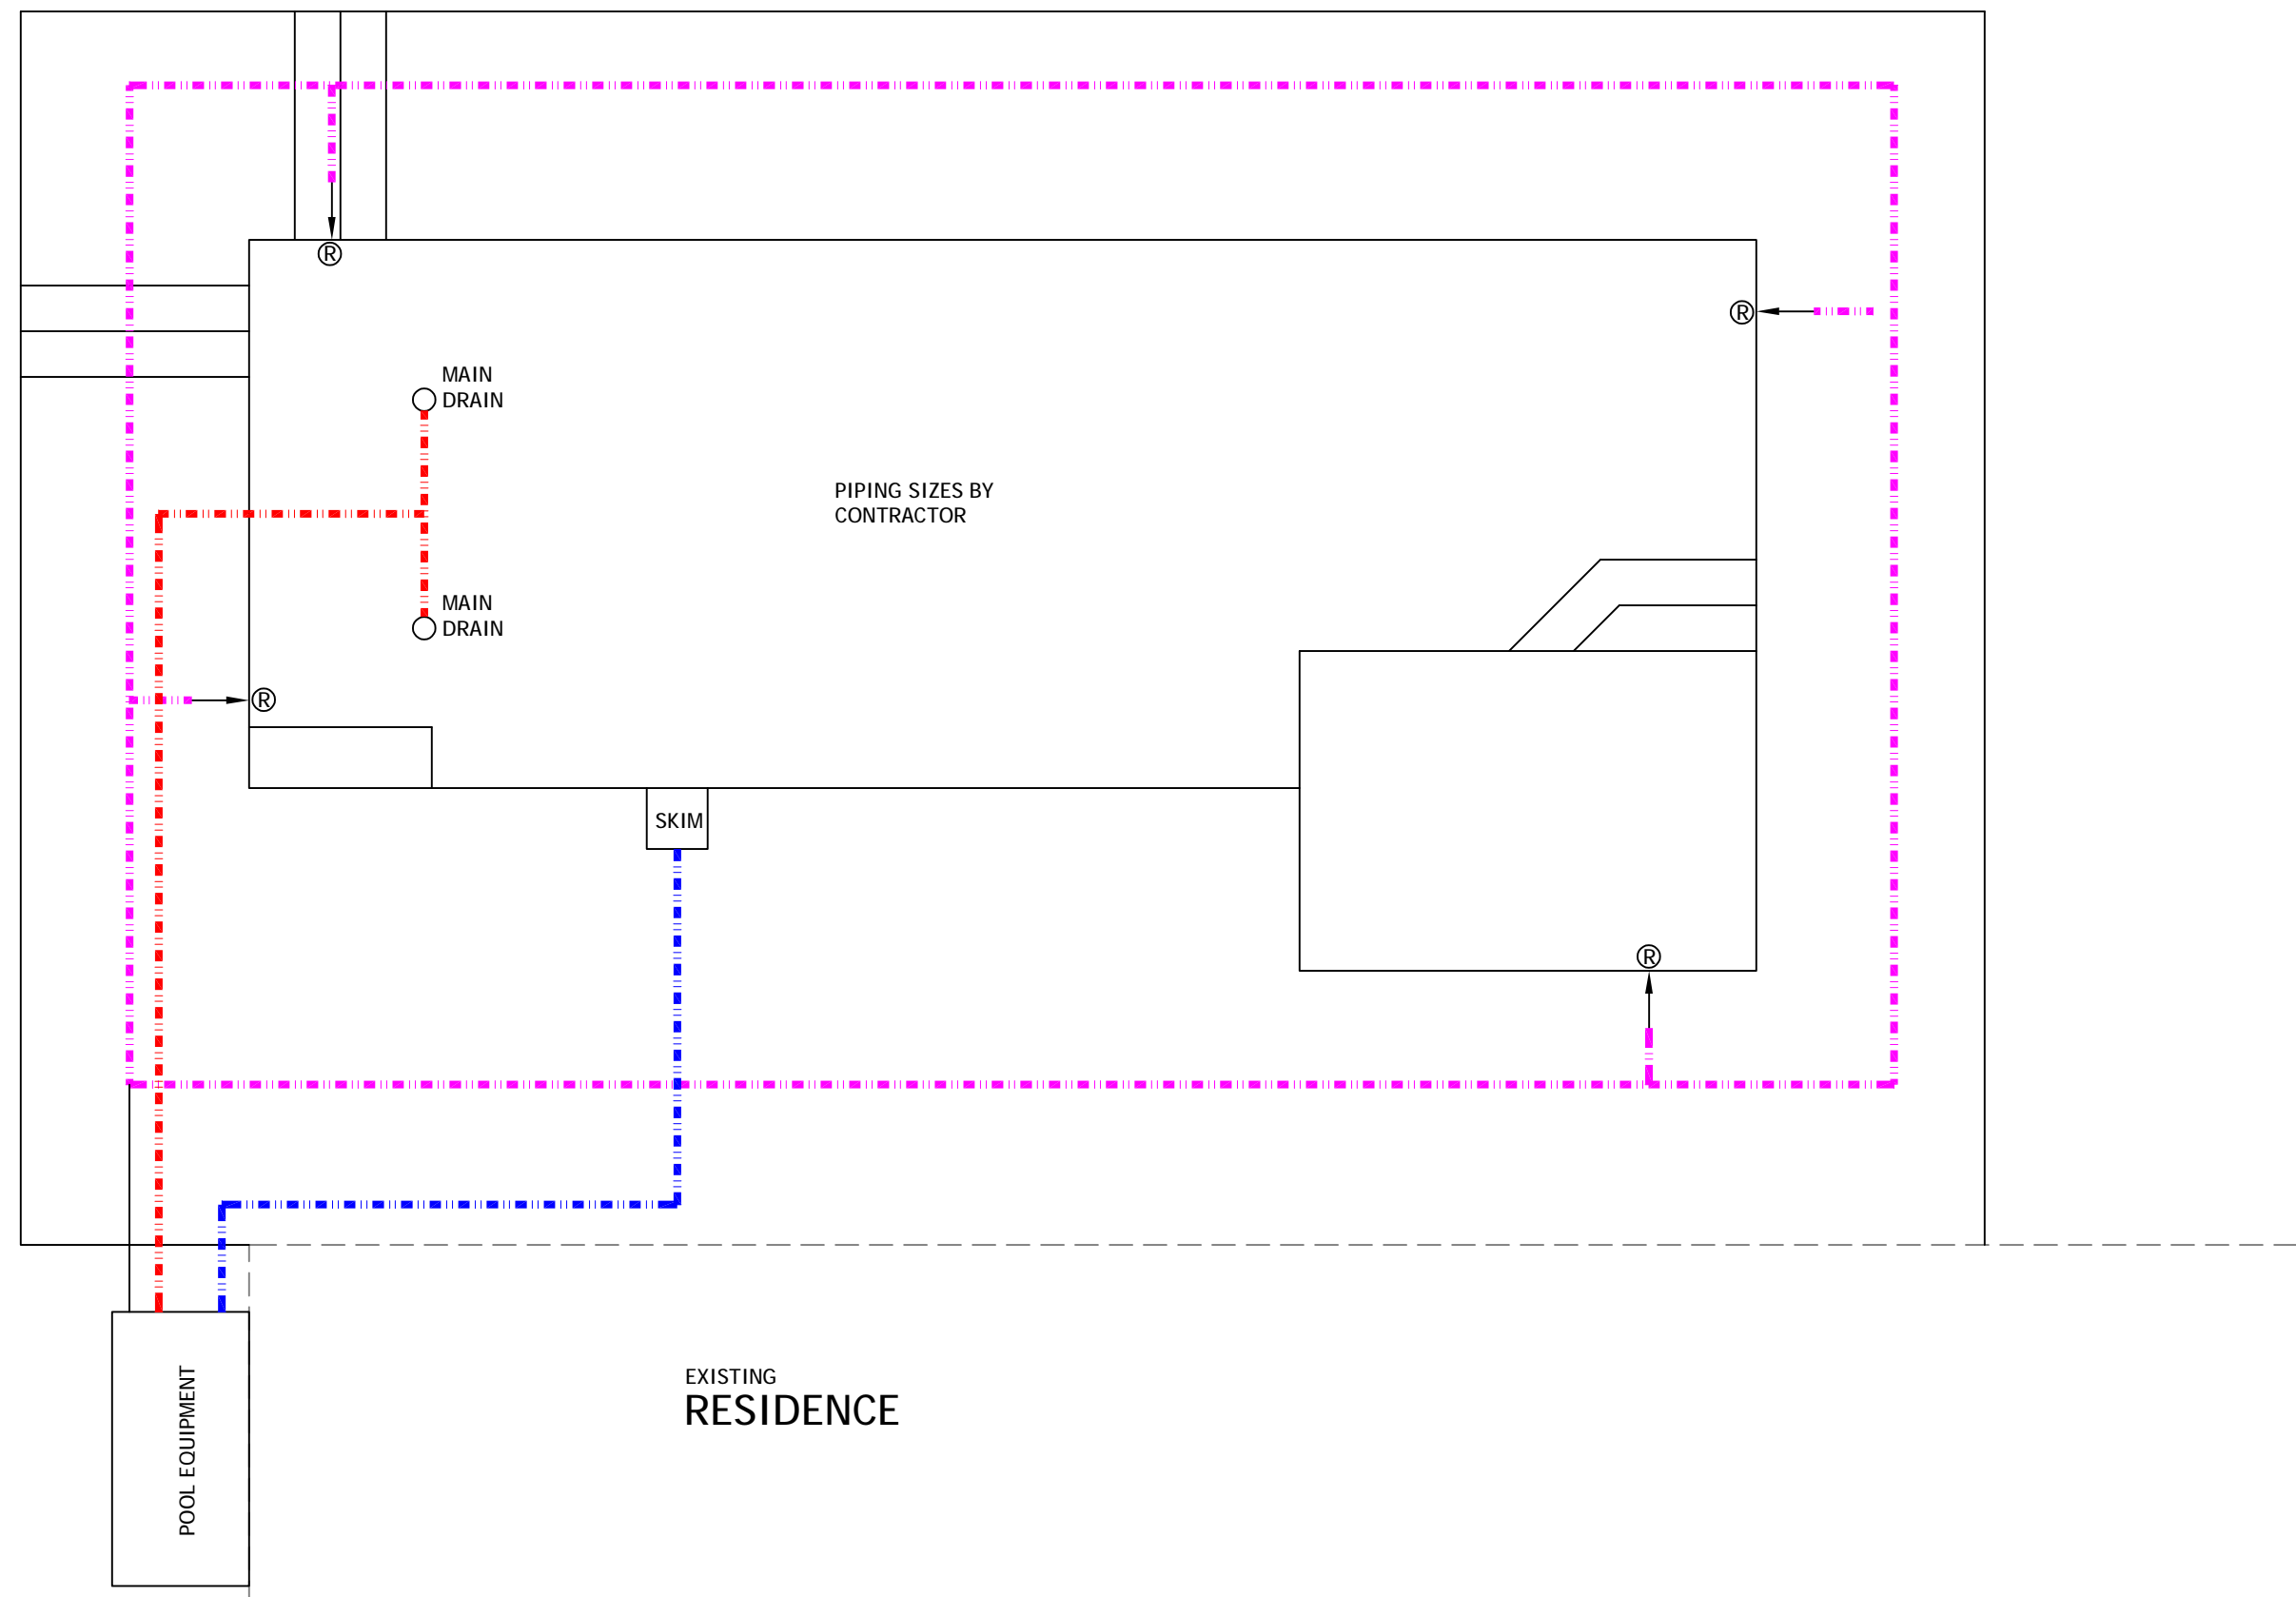 ®
®
MAIN
DRAIN
PIPING SIZES BY
CONTRACTOR
MAIN
DRAIN
®
SKIM
®
EXISTING
RESIDENCE
POOL EQUIPMENT